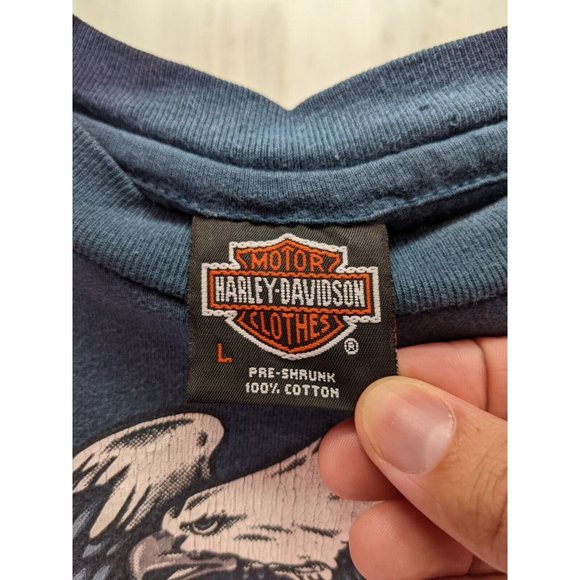 MOTOR
HARLEY-DAVIDSON
CLOTHES
L ®
PRE-SHRUNK
100% COTTON